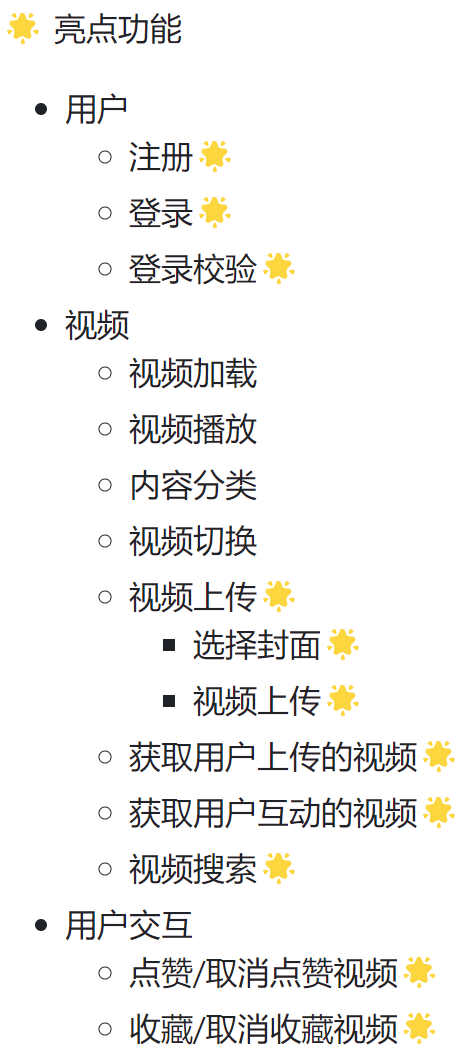 🌟 亮点功能
用户
注册🌟
登录🌟
登录校验🌟
视频
视频加载
视频播放
内容分类
视频切换
视频上传🌟
选择封面🌟
视频上传🌟
获取用户上传的视频🌟
获取用户互动的视频🌟
视频搜索🌟
用户交互
点赞/取消点赞视频🌟
收藏/取消收藏视频🌟